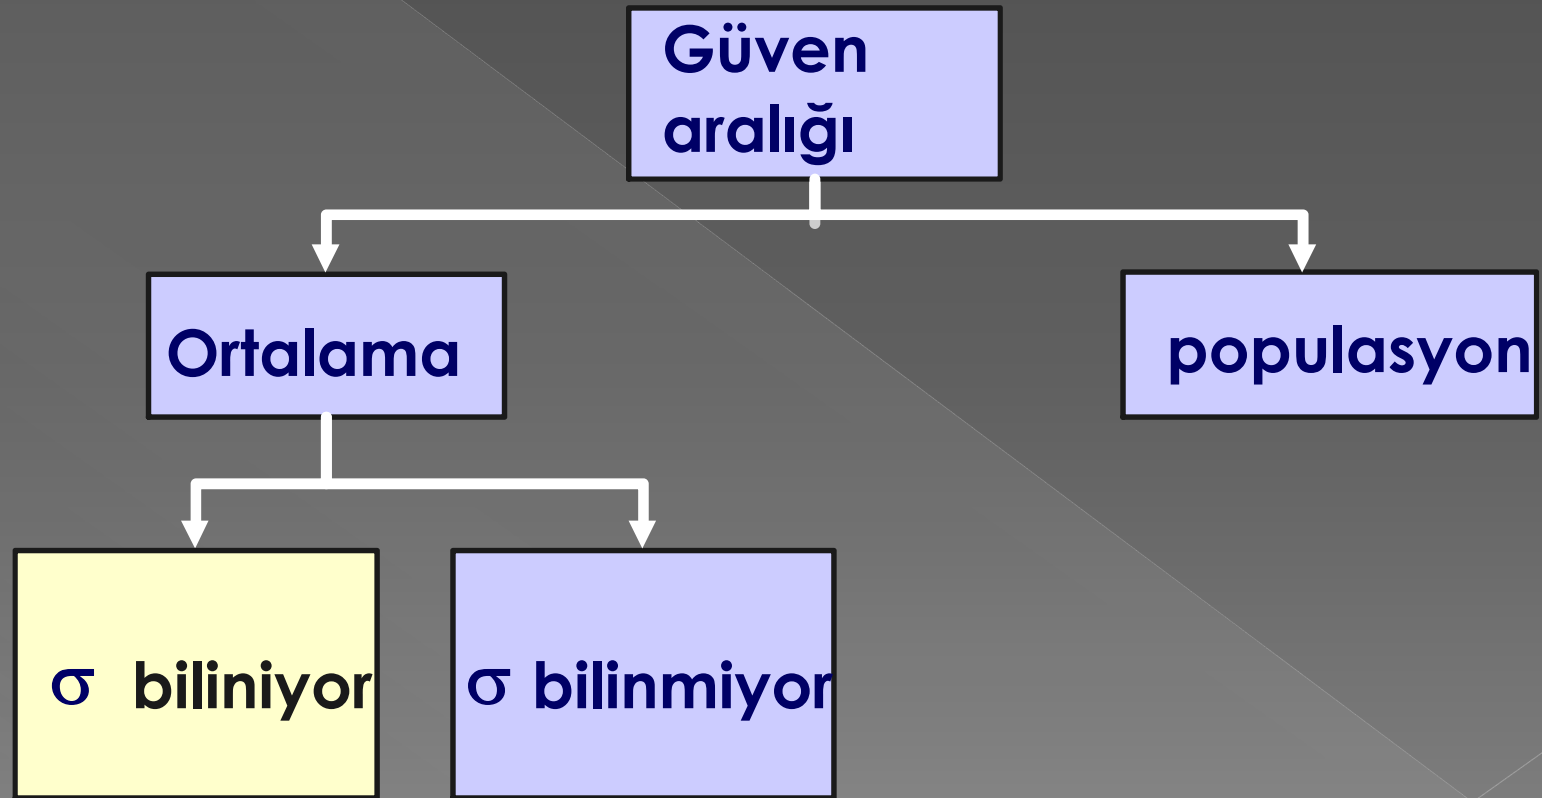 Güven
aralığı
Ortalama
populasyon
σ biliniyor
σ bilinmiyor